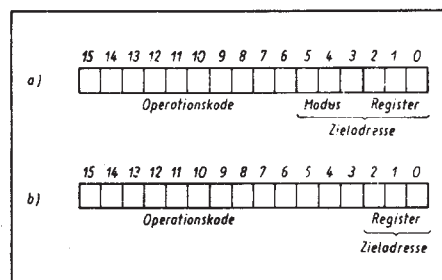 15 14 13 12 11 10 9 8 7 6 5 4 3 2 1 0
a)
Operationskode Modus Register
Zieladresse
15 14 13 12 11 10 9 8 7 6 5 4 3 2 1 0
b)
Operationskode Register
Zieladresse